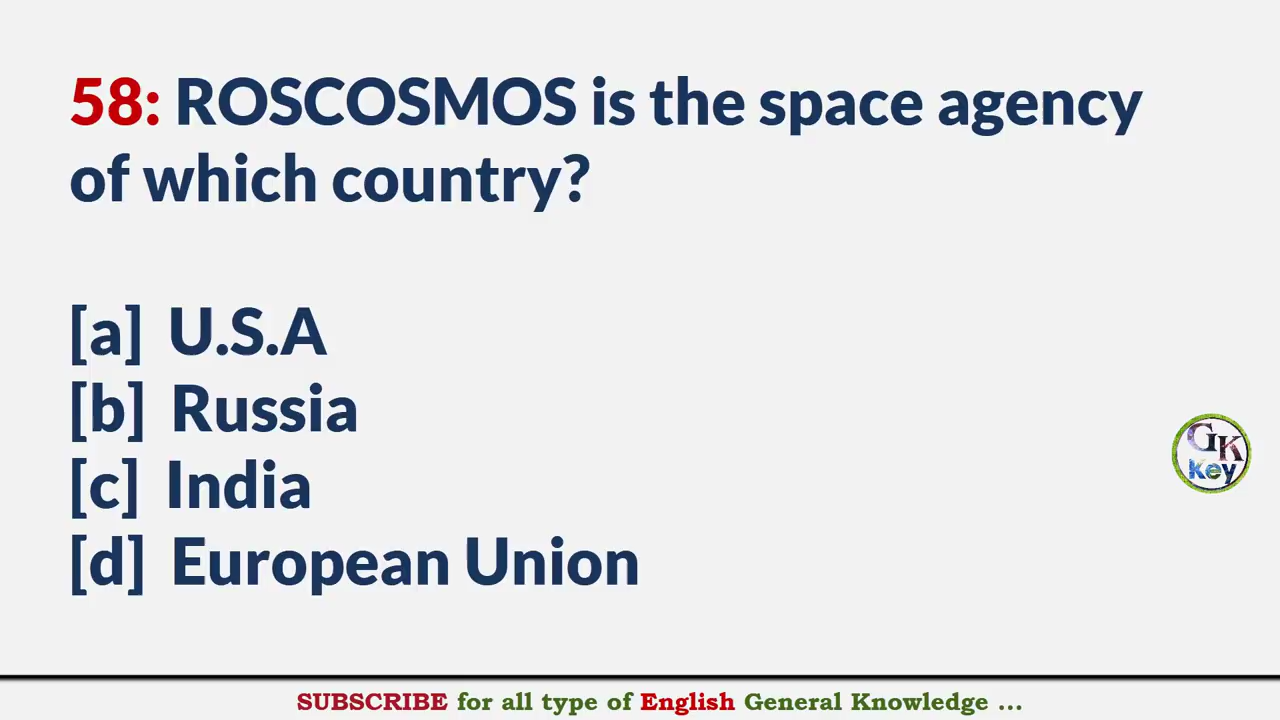 58: ROSCOSMOS is the space agency
of which country?
[a] U.S.A
[b] Russia
[c] India
[d] European Union
GK
Key
SUBSCRIBE for all type of English General Knowledge ...